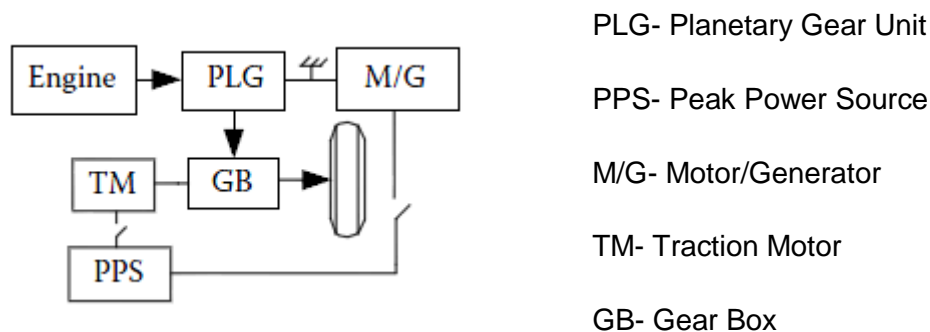 Engine
PLG
M/G
TM
GB
PPS
PLG- Planetary Gear Unit
PPS- Peak Power Source
M/G- Motor/Generator
TM- Traction Motor
GB- Gear Box